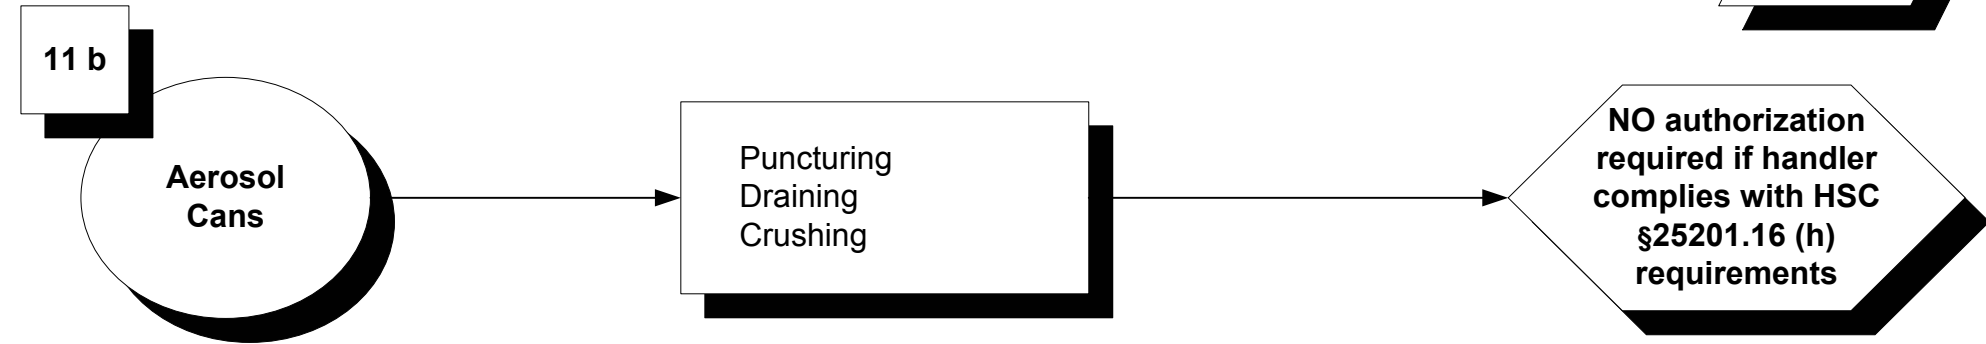 11 b
Aerosol
Cans
Puncturing
Draining
Crushing
NO authorization
required if handler
complies with HSC
§25201.16 (h)
requirements